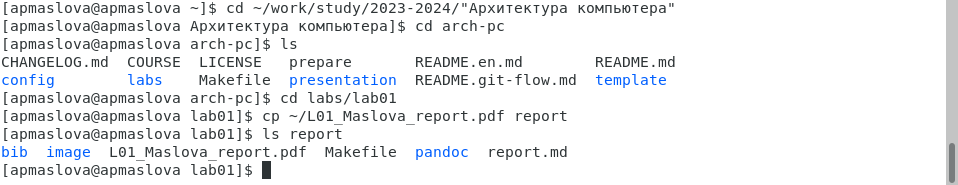 [apmaslova@apmaslova ~]$ cd ~/work/study/2023-2024/"Архитектура компьютера"
[apmaslova@apmaslova Архитектура компьютера]$ cd arch-pc
[apmaslova@apmaslova arch-pc]$ ls
CHANGELOG.md  COURSE  LICENSE   prepare       README.en.md        README.md
config        labs    Makefile  presentation  README.git-flow.md  template
[apmaslova@apmaslova arch-pc]$ cd labs/lab01
[apmaslova@apmaslova lab01]$ cp ~/L01_Maslova_report.pdf report
[apmaslova@apmaslova lab01]$ ls report
bib  image  L01_Maslova_report.pdf  Makefile  pandoc  report.md
[apmaslova@apmaslova lab01]$